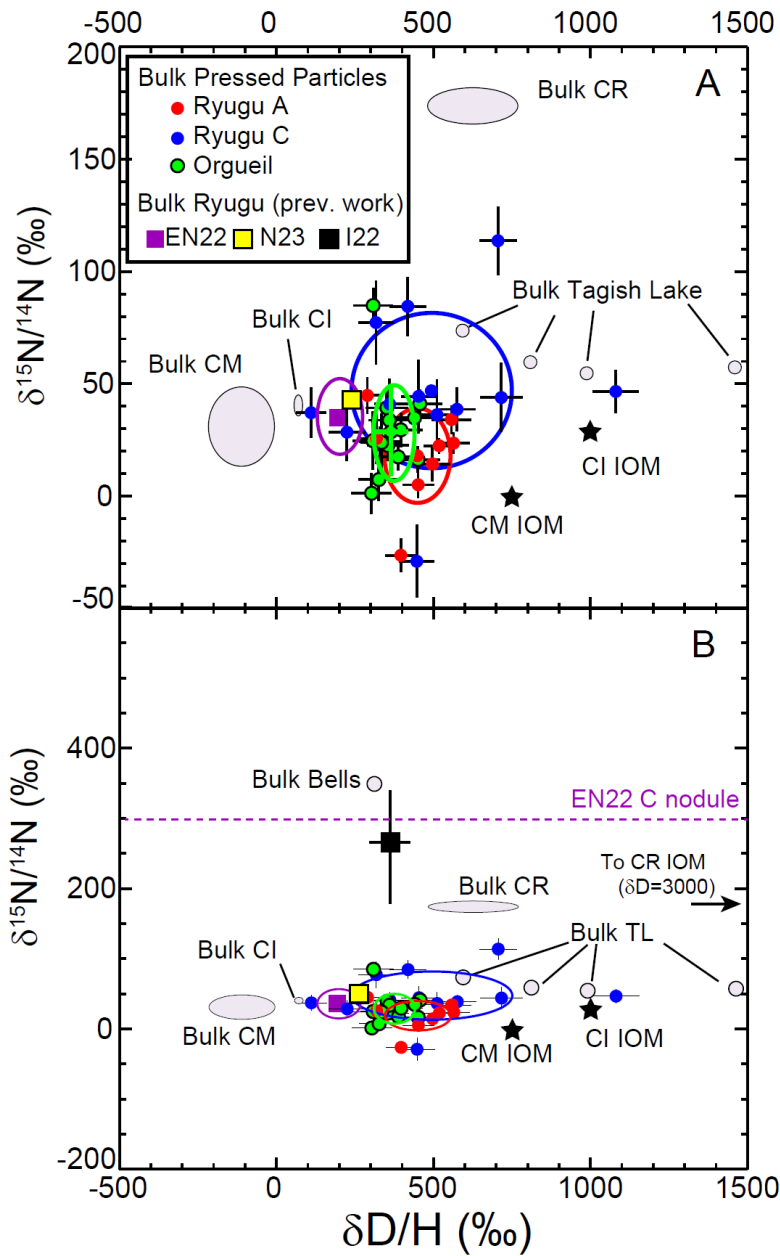 -500 0 500 1000 1500
A
200
150
100
50
0
-50
δ¹⁵N/¹⁴N (‰)
Bulk Pressed Particles
Ryugu A
Ryugu C
Orgueil
Bulk Ryugu (prev. work)
EN22 N23 I22
Bulk CR
Bulk Tagish Lake
Bulk CI
Bulk CM
CI IOM
CM IOM
B
400
200
0
-200
δ¹⁵N/¹⁴N (‰)
Bulk Bells
EN22 C nodule
To CR IOM
(δD=3000)
Bulk CR
Bulk TL
Bulk CI
Bulk CM
CM IOM
CI IOM
-500 0 500 1000 1500
δD/H (‰)